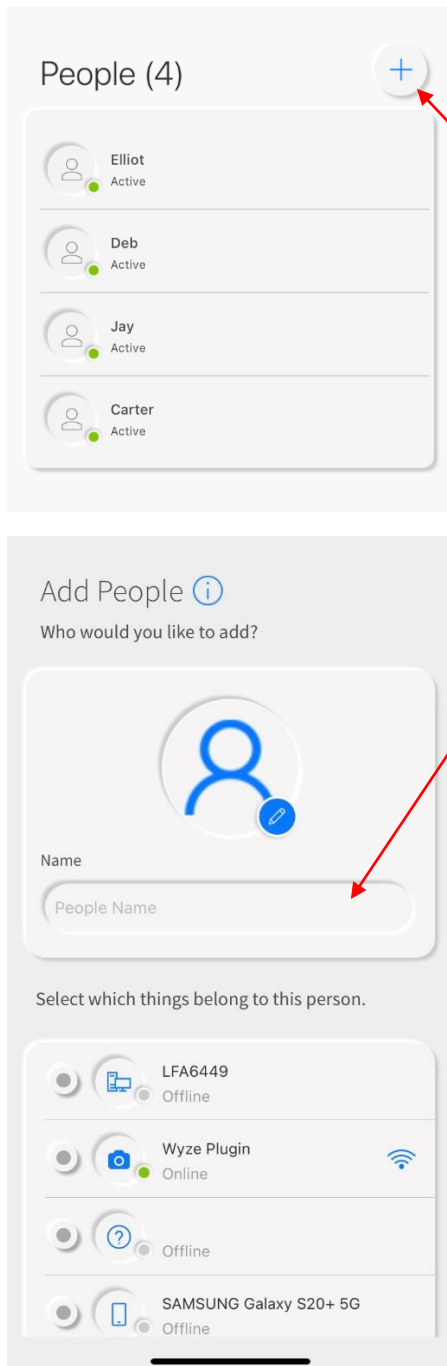 People (4)
Elliot
Active
Deb
Active
Jay
Active
Carter
Active
Add People
Who would you like to add?
Name
People Name
Select which things belong to this person.
LFA6449
Offline
Wyze Plugin
Online
Offline
SAMSUNG Galaxy S20+ 5G
Offline